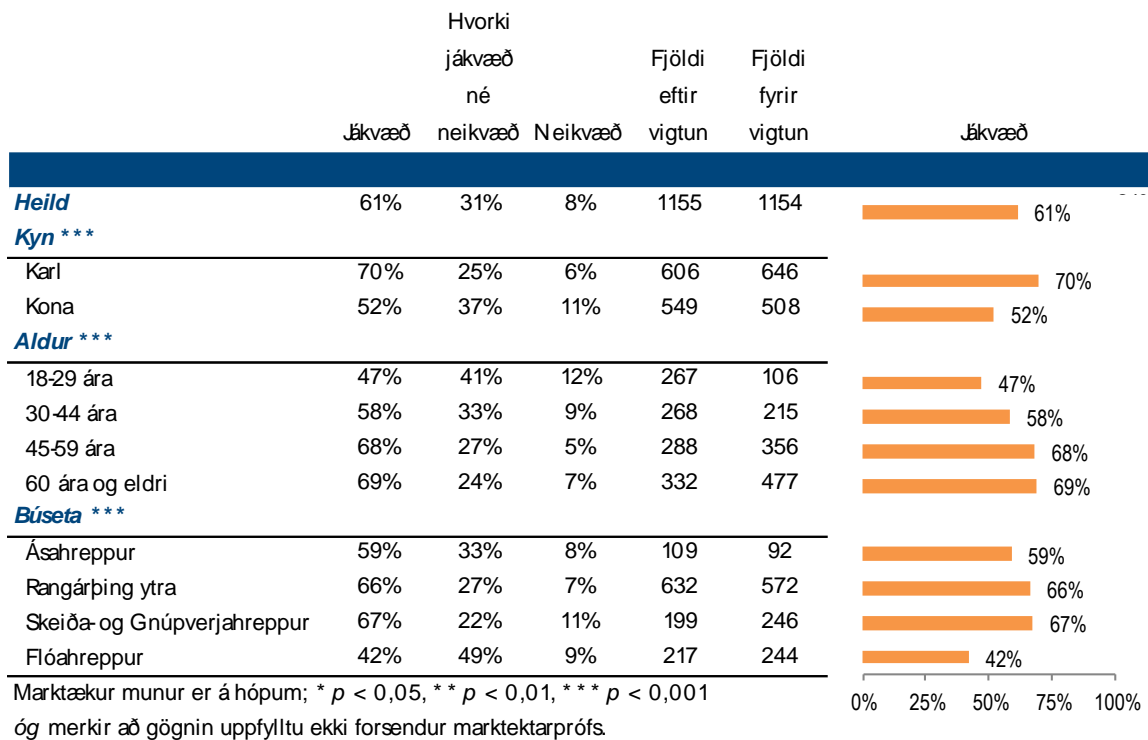 Hvorki
jákvæð Fjöldi Fjöldi
né eftir fyrir
Jákvæð neikvæð Neikvæð vigtun vigtun Jákvæð
Heild 61% 31% 8% 1155 1154 61%
Kyn ***
Karl 70% 25% 6% 606 646 70%
Kona 52% 37% 11% 549 508 52%
Aldur ***
18-29 ára 47% 41% 12% 267 106 47%
30-44 ára 58% 33% 9% 268 215 58%
45-59 ára 68% 27% 5% 288 356 68%
60 ára og eldri 69% 24% 7% 332 477 69%
Búseta ***
Ásahreppur 59% 33% 8% 109 92 59%
Rangárþing ytra 66% 27% 7% 632 572 66%
Skeiða- og Gnúpverjahreppur 67% 22% 11% 199 246 67%
Flóahreppur 42% 49% 9% 217 244 42%
Marktækur munur er á hópum; * p < 0,05, ** p < 0,01, *** p < 0,001
0% 25% 50% 75% 100%
óg merkir að gögnin uppfylltu ekki forsendur marktektarprófs.